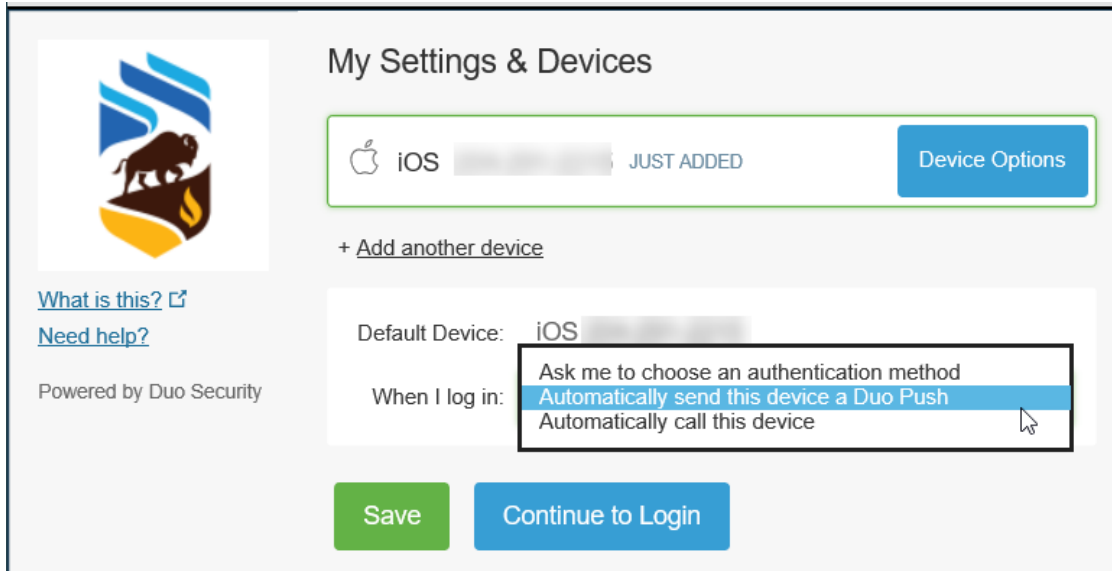 My Settings & Devices
iOS JUST ADDED
Device Options
+ Add another device
What is this?
Need help?
Powered by Duo Security
Default Device: iOS
When I log in:
Ask me to choose an authentication method
Automatically send this device a Duo Push
Automatically call this device
Save
Continue to Login